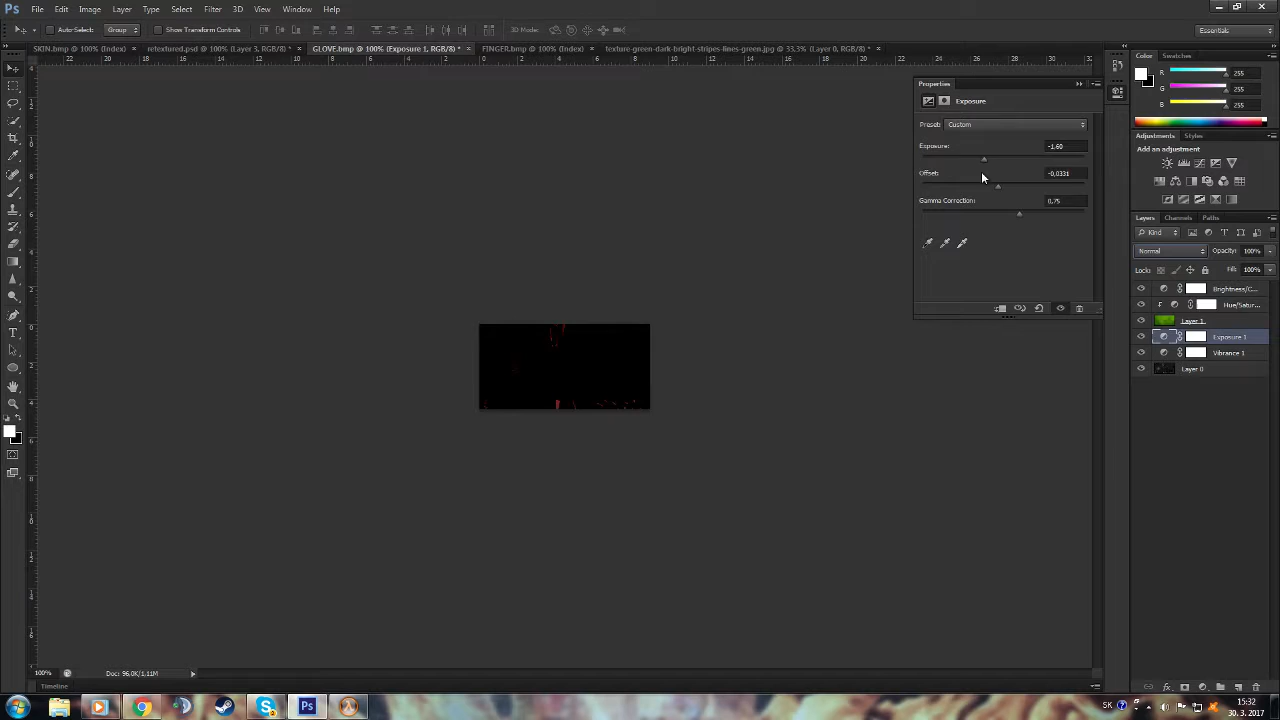 Ps File Edit Image Layer Type Select Filter 3D View Window Help
Auto-Select: Group Show Transform Controls 3D Mode: Essentials
SKIN.bmp @ 100% (Index) × retextured.psd @ 100% (Layer 3, RGB/8) * × GLOVE.bmp @ 100% (Exposure 1, RGB/8) * × FINGER.bmp @ 100% (Index) × texture-green-dark-bright-stripes-lines-green.jpg @ 33.3% (Layer 0, RGB/8) * ×
Color Swatches
R 255
G 255
B 255
Properties
Exposure
Preset: Custom
Exposure: -1.60
Offset: -0,0331
Gamma Correction: 0,75
Adjustments Styles
Add an adjustment
Layers Channels Paths
Kind
Normal Opacity: 100%
Lock: Fill: 100%
Brightness/C...
Hue/Satur...
Layer 1
Exposure 1
Vibrance 1
Layer 0
100% Doc: 96,0K/1,11M
Timeline
SK 15:32
30. 3. 2017